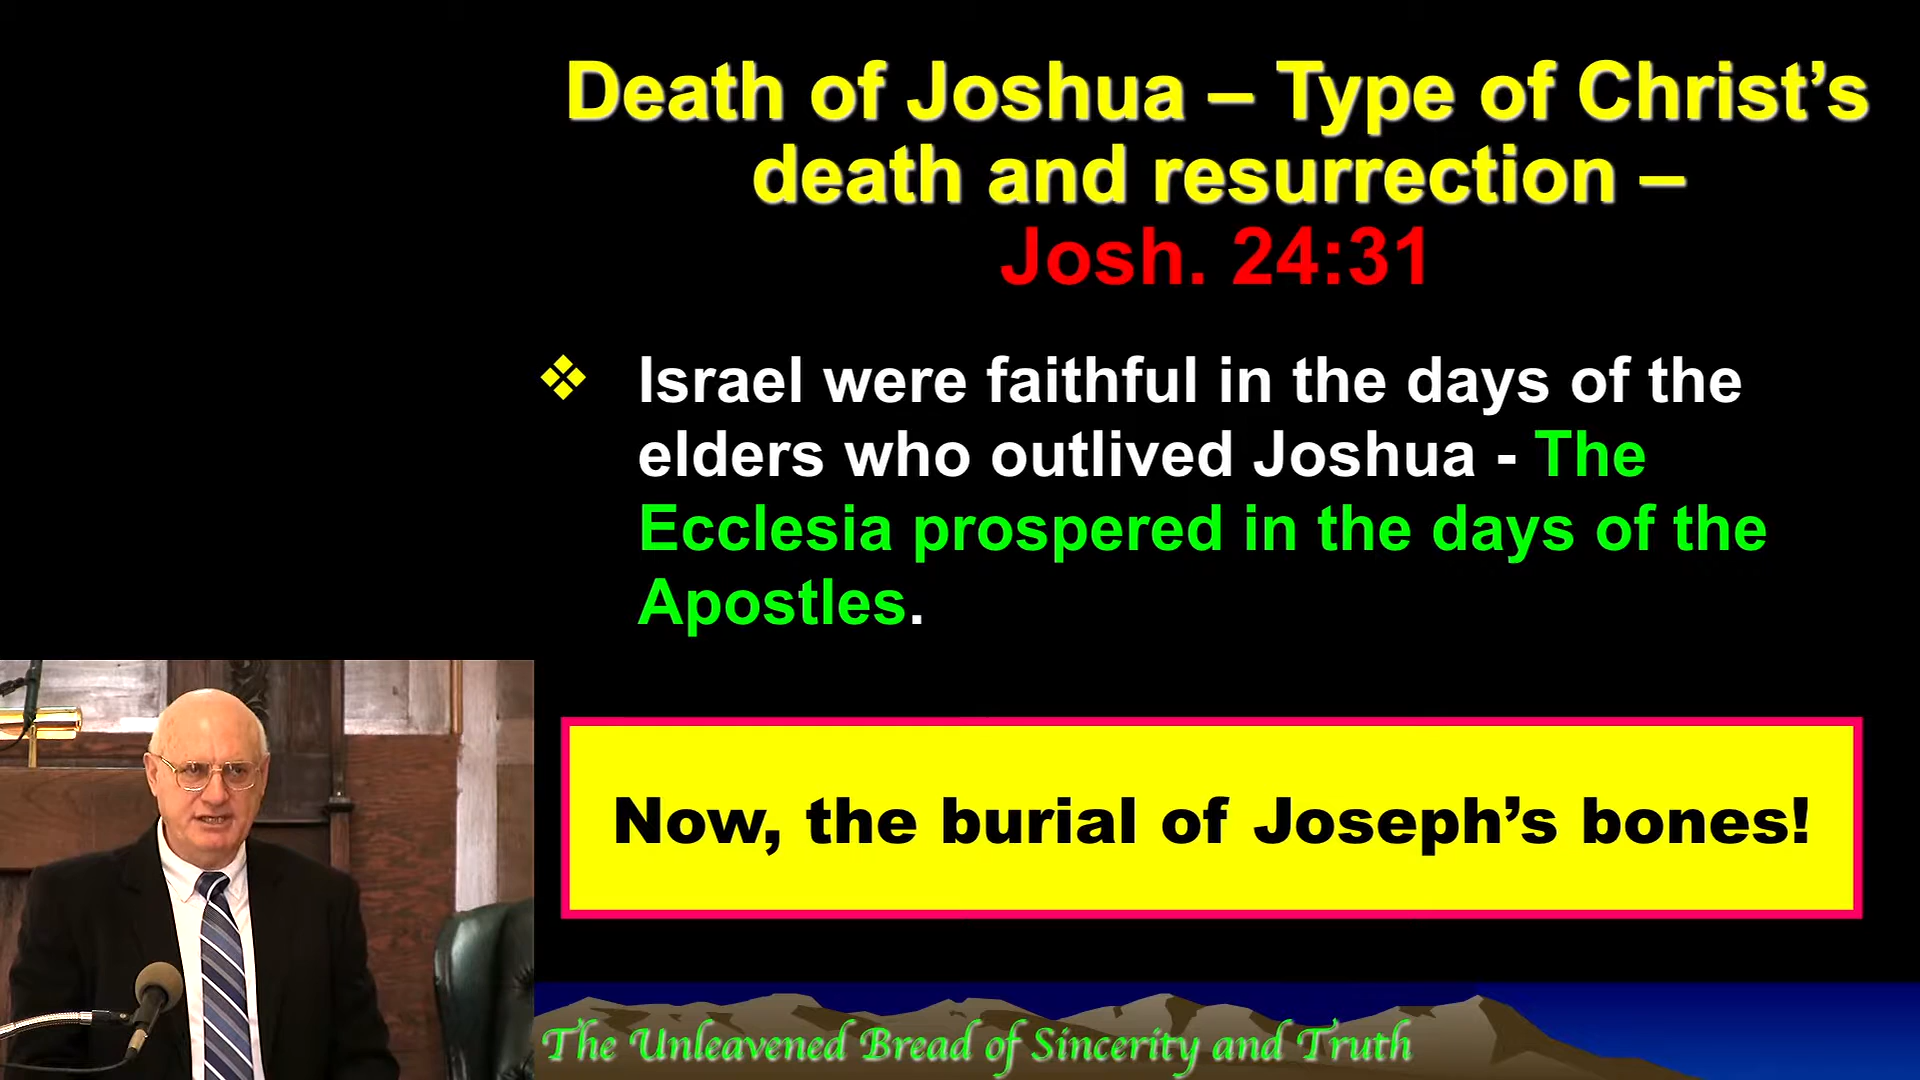 Death of Joshua – Type of Christ’s
death and resurrection –
Josh. 24:31
Israel were faithful in the days of the
elders who outlived Joshua - The
Ecclesia prospered in the days of the
Apostles.
Now, the burial of Joseph’s bones!
The Unleavened Bread of Sincerity and Truth